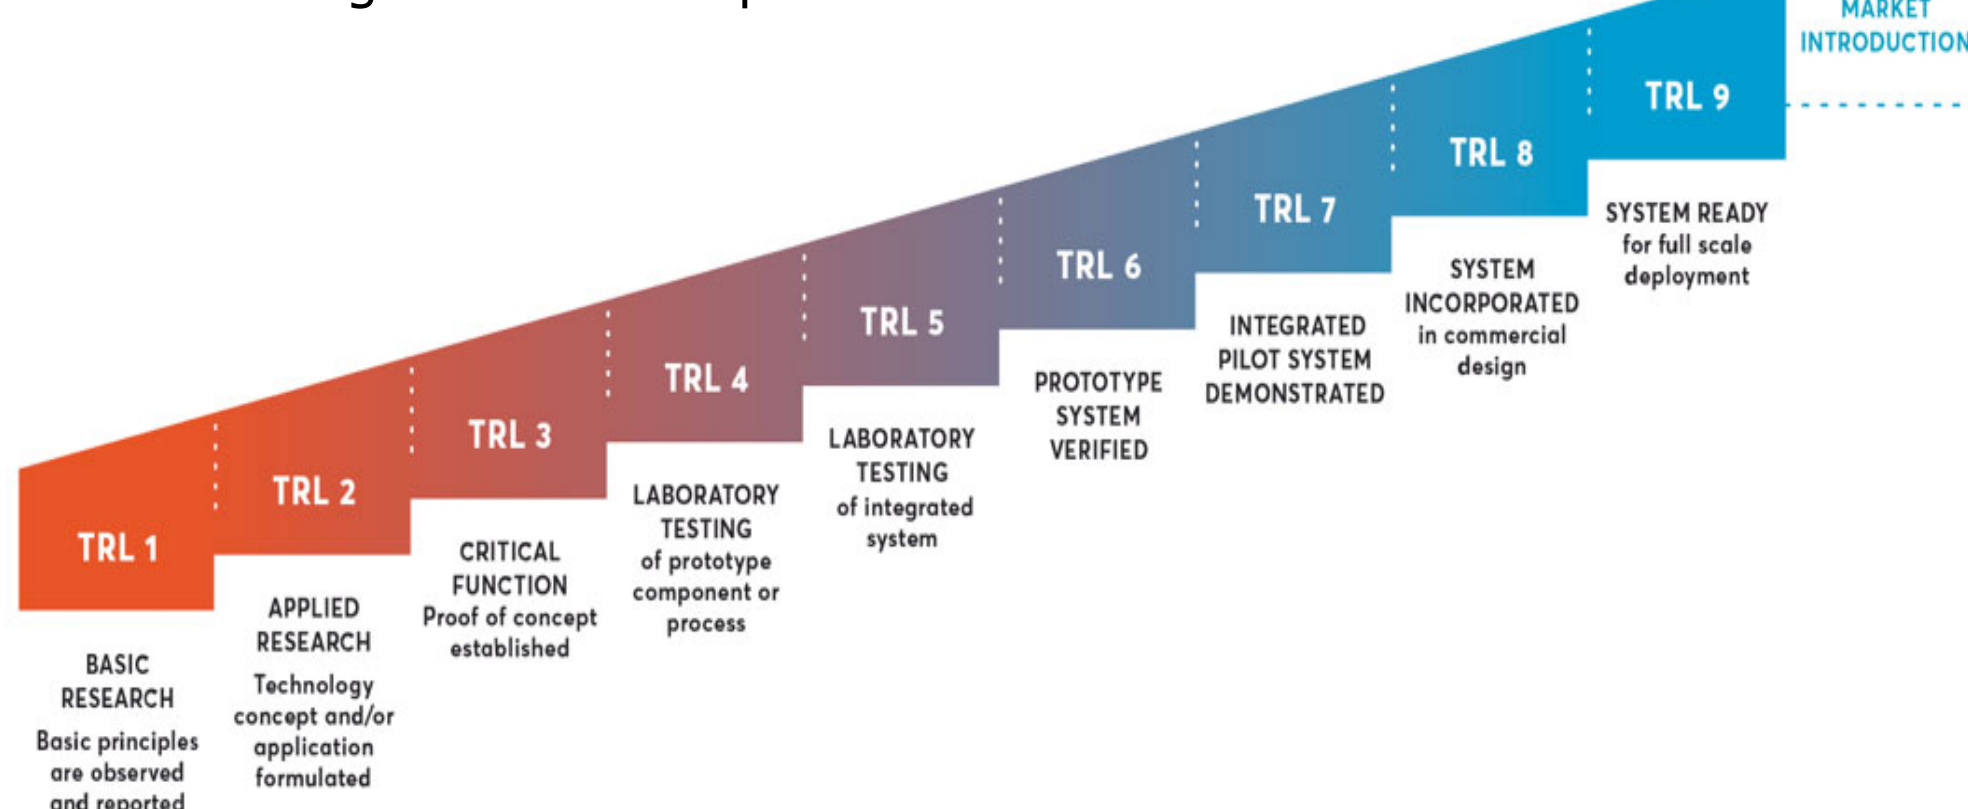 TRL 1
BASIC
RESEARCH
Basic principles
are observed
and reported
TRL 2
APPLIED
RESEARCH
Technology
concept and/or
application
formulated
TRL 3
CRITICAL
FUNCTION
Proof of concept
established
TRL 4
LABORATORY
TESTING
of prototype
component or
process
TRL 5
LABORATORY
TESTING
of integrated
system
TRL 6
PROTOTYPE
SYSTEM
VERIFIED
TRL 7
INTEGRATED
PILOT SYSTEM
DEMONSTRATED
TRL 8
SYSTEM
INCORPORATED
in commercial
design
TRL 9
SYSTEM READY
for full scale
deployment
MARKET
INTRODUCTION